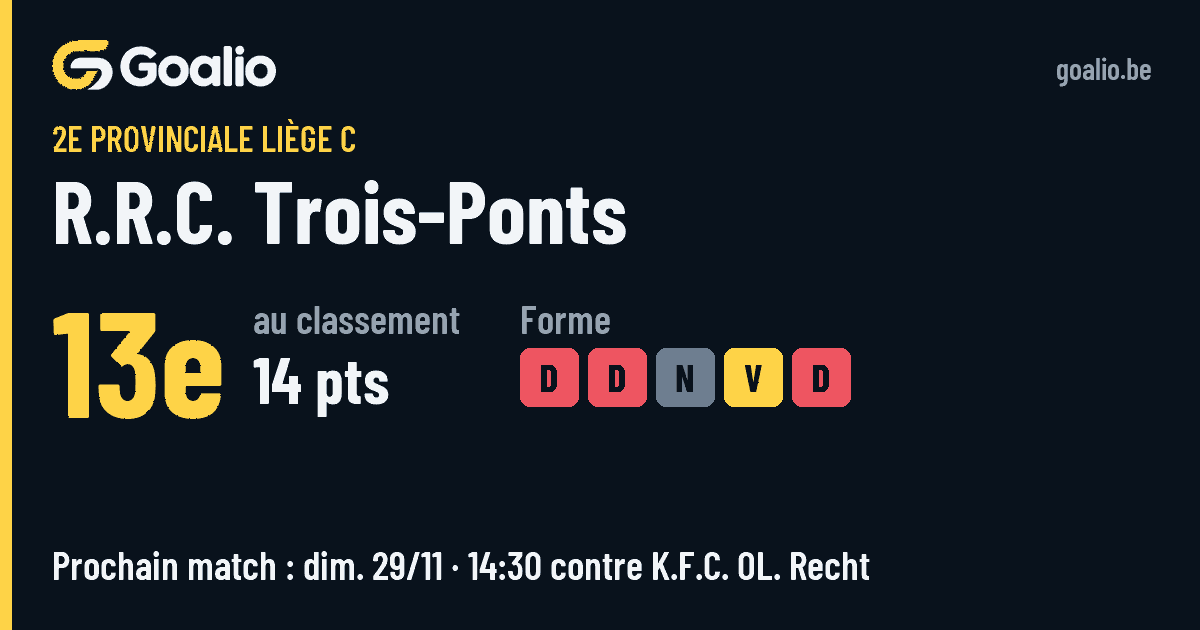 Goalio
goalio.be
2E PROVINCIALE LIÈGE C
R.R.C. Trois-Ponts
13e
au classement
14 pts
Forme
D D N V D
Prochain match : dim. 29/11 · 14:30 contre K.F.C. OL. Recht